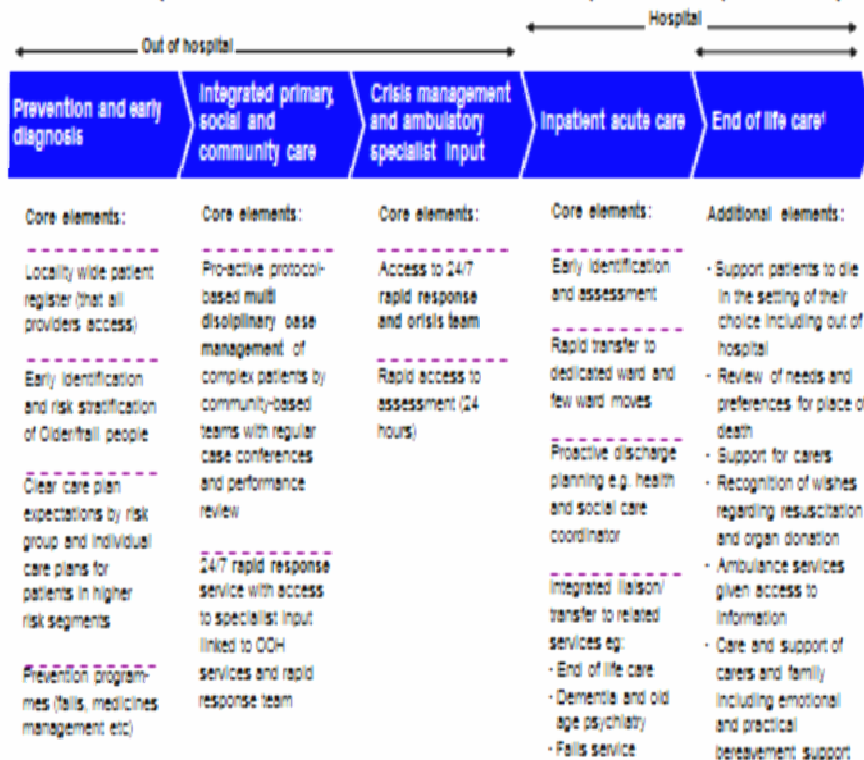 Hospital
Out of hospital
Prevention and early
diagnosis
Integrated primary,
social and
community care
Crisis management
and ambulatory
specialist input
Inpatient acute care
End of life care¹
Core elements:
Locality wide patient
register (that all
providers access)
Early identification
and risk stratification
of Older/frail people
Clear care plan
expectations by risk
group and individual
care plans for
patients in higher
risk segments
Prevention program-
mes (falls, medicines
management etc)
Core elements:
Pro-active protocol-
based multi
disciplinary case
management of
complex patients by
community-based
teams with regular
case conferences
and performance
review
24/7 rapid response
service with access
to specialist input
linked to OOH
services and rapid
response team
Core elements:
Access to 24/7
rapid response
and crisis team
Rapid access to
assessment (24
hours)
Core elements:
Early identification
and assessment
Rapid transfer to
dedicated ward and
few ward moves
Proactive discharge
planning e.g. health
and social care
coordinator
Integrated liaison/
transfer to related
services eg:
- End of life care
- Dementia and old
age psychiatry
- Falls service
Additional elements:
- Support patients to die
in the setting of their
choice including out of
hospital
- Review of needs and
preferences for place of
death
- Support for carers
- Recognition of wishes
regarding resuscitation
and organ donation
- Ambulance services
given access to
information
- Care and support of
carers and family
including emotional
and practical
bereavement support